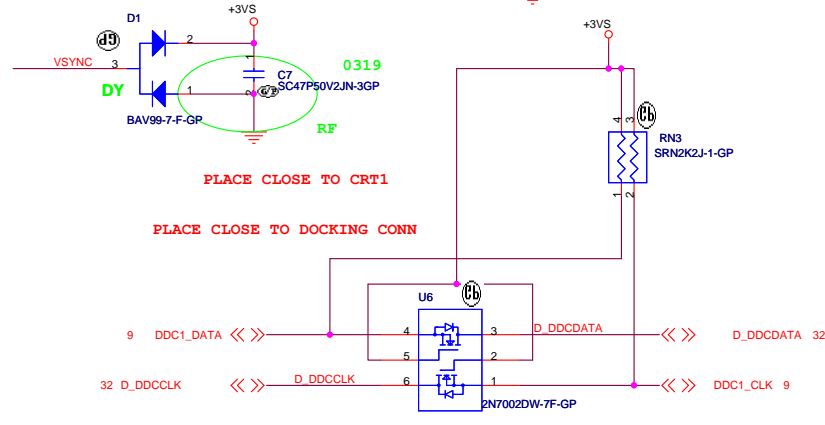 D1
+3VS
2
VSYNC
3
DY
1
BAV99-7-F-GP
1
2
C7
SC47P50V2JN-3GP
0319
RF
+3VS
4
3
RN3
SRN2K2J-1-GP
1
2
PLACE CLOSE TO CRT1
PLACE CLOSE TO DOCKING CONN
U6
9 DDC1_DATA
4
3
D_DDCDATA
D_DDCDATA 32
5
2
32 D_DDCCLK
D_DDCCLK
6
1
DDC1_CLK 9
2N7002DW-7F-GP